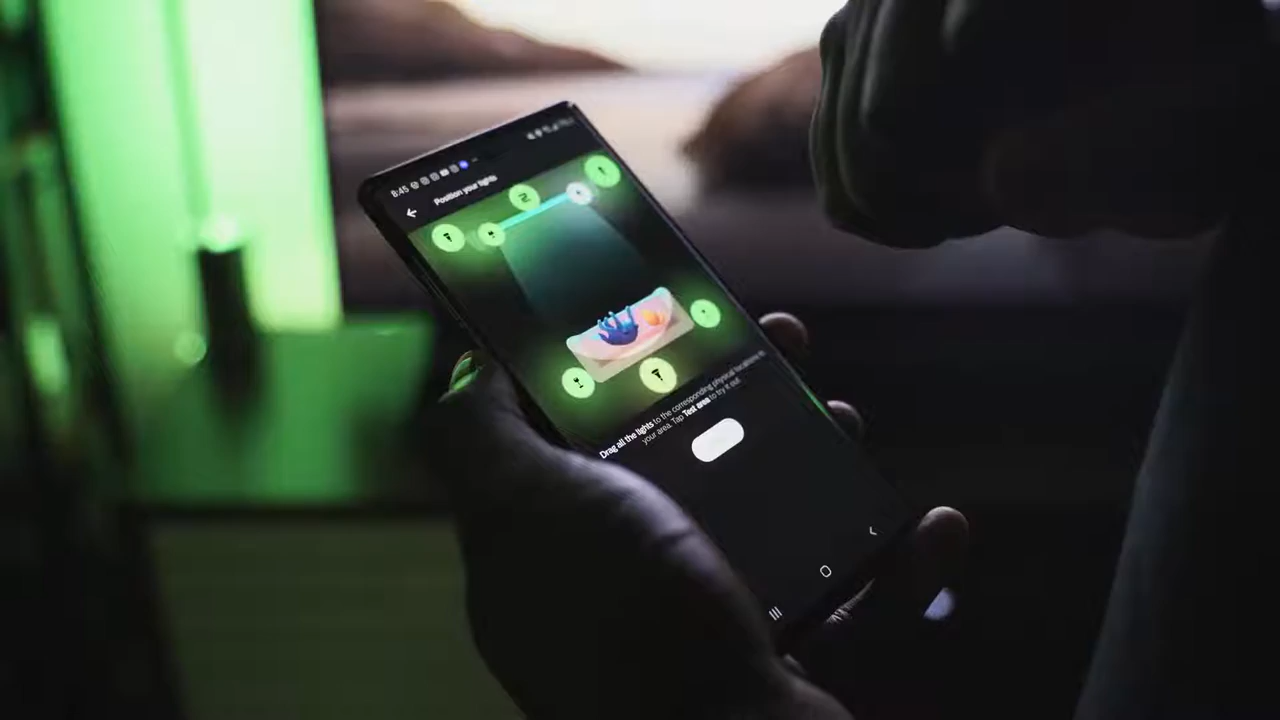 8:45
Position your lights
Drag all the lights to the corresponding physical locations in
your area. Tap Test area to try it out.